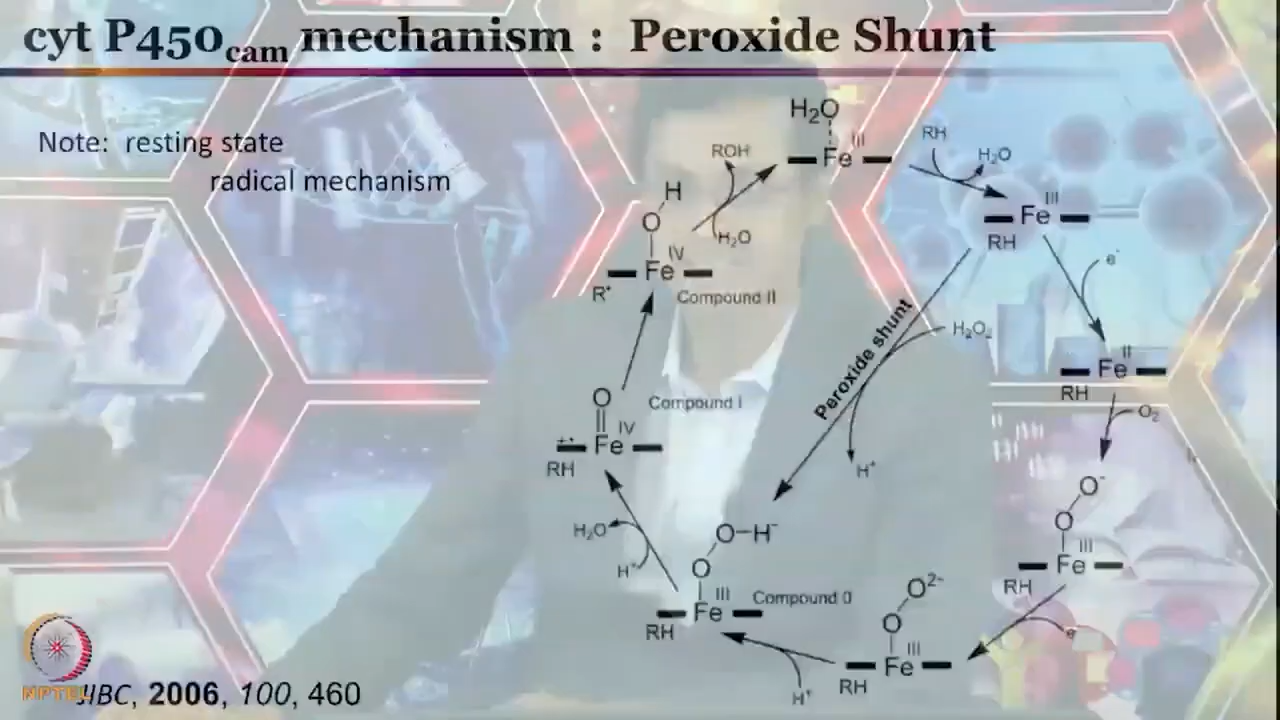 cyt P450cam mechanism : Peroxide Shunt
Note: resting state
radical mechanism
H2O
Fe III
RH
H2O
Fe III
RH
e-
Fe II
RH
O2
O-
O
Fe III
RH
e-
O2-
O
Fe III
RH
H+
O-H-
O
Fe III
Compound 0
RH
H2O
H+
O
Compound I
Fe IV
+•
RH
H
O
Fe IV
R•
Compound II
ROH
H2O
Peroxide shunt
H2O2
H+
NPTEL
JIBC, 2006, 100, 460